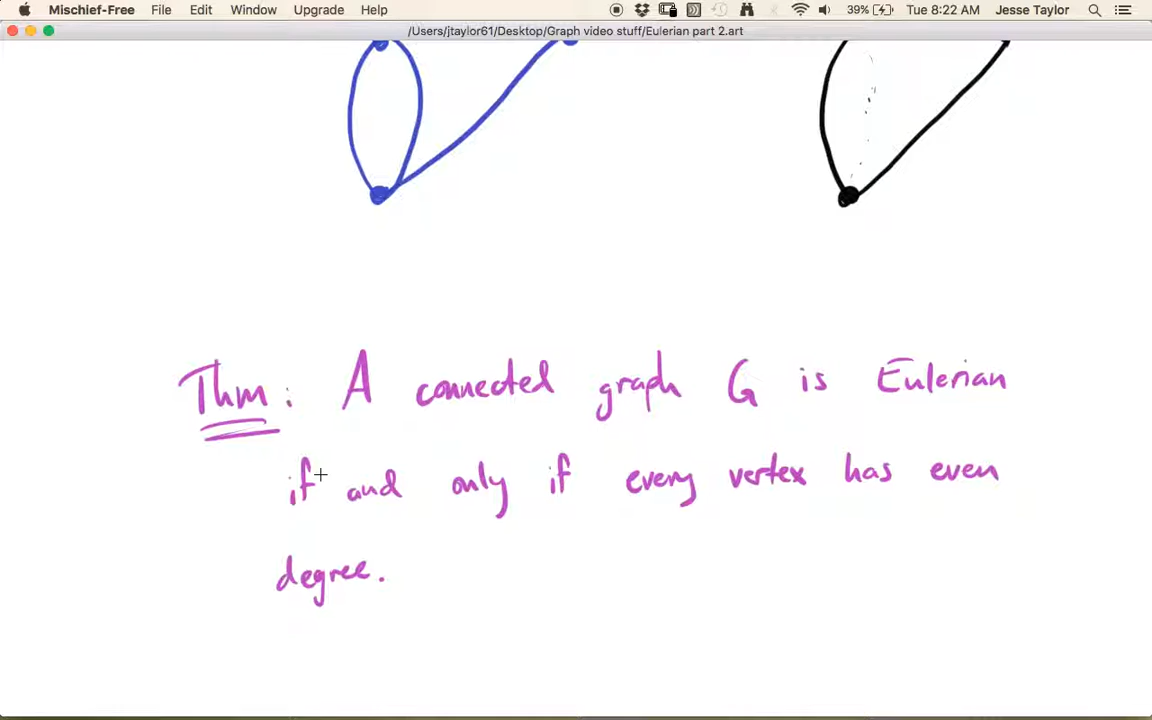 Mischief-Free File Edit Window Upgrade Help 39% Tue 8:22 AM Jesse Taylor
/Users/jtaylor61/Desktop/Graph video stuff/Eulerian part 2.art
Thm: A connected graph G is Eulerian
if and only if every vertex has even
degree.